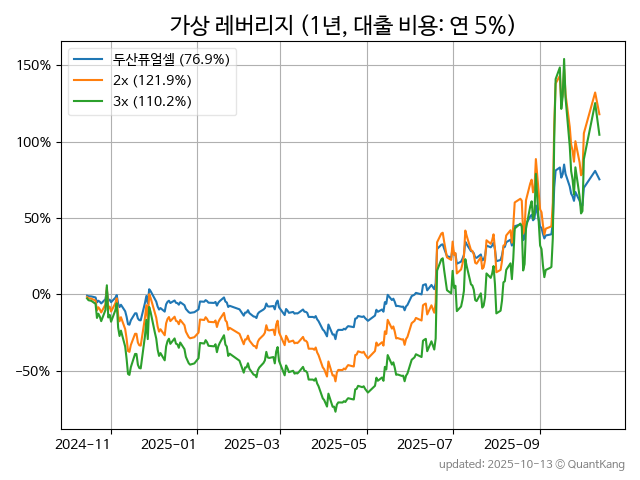 가상 레버리지 (1년, 대출 비용: 연 5%)
두산퓨얼셀 (76.9%)
2x (121.9%)
3x (110.2%)
150%
100%
50%
0%
−50%
2024-11
2025-01
2025-03
2025-05
2025-07
2025-09
updated: 2025-10-13 © QuantKang